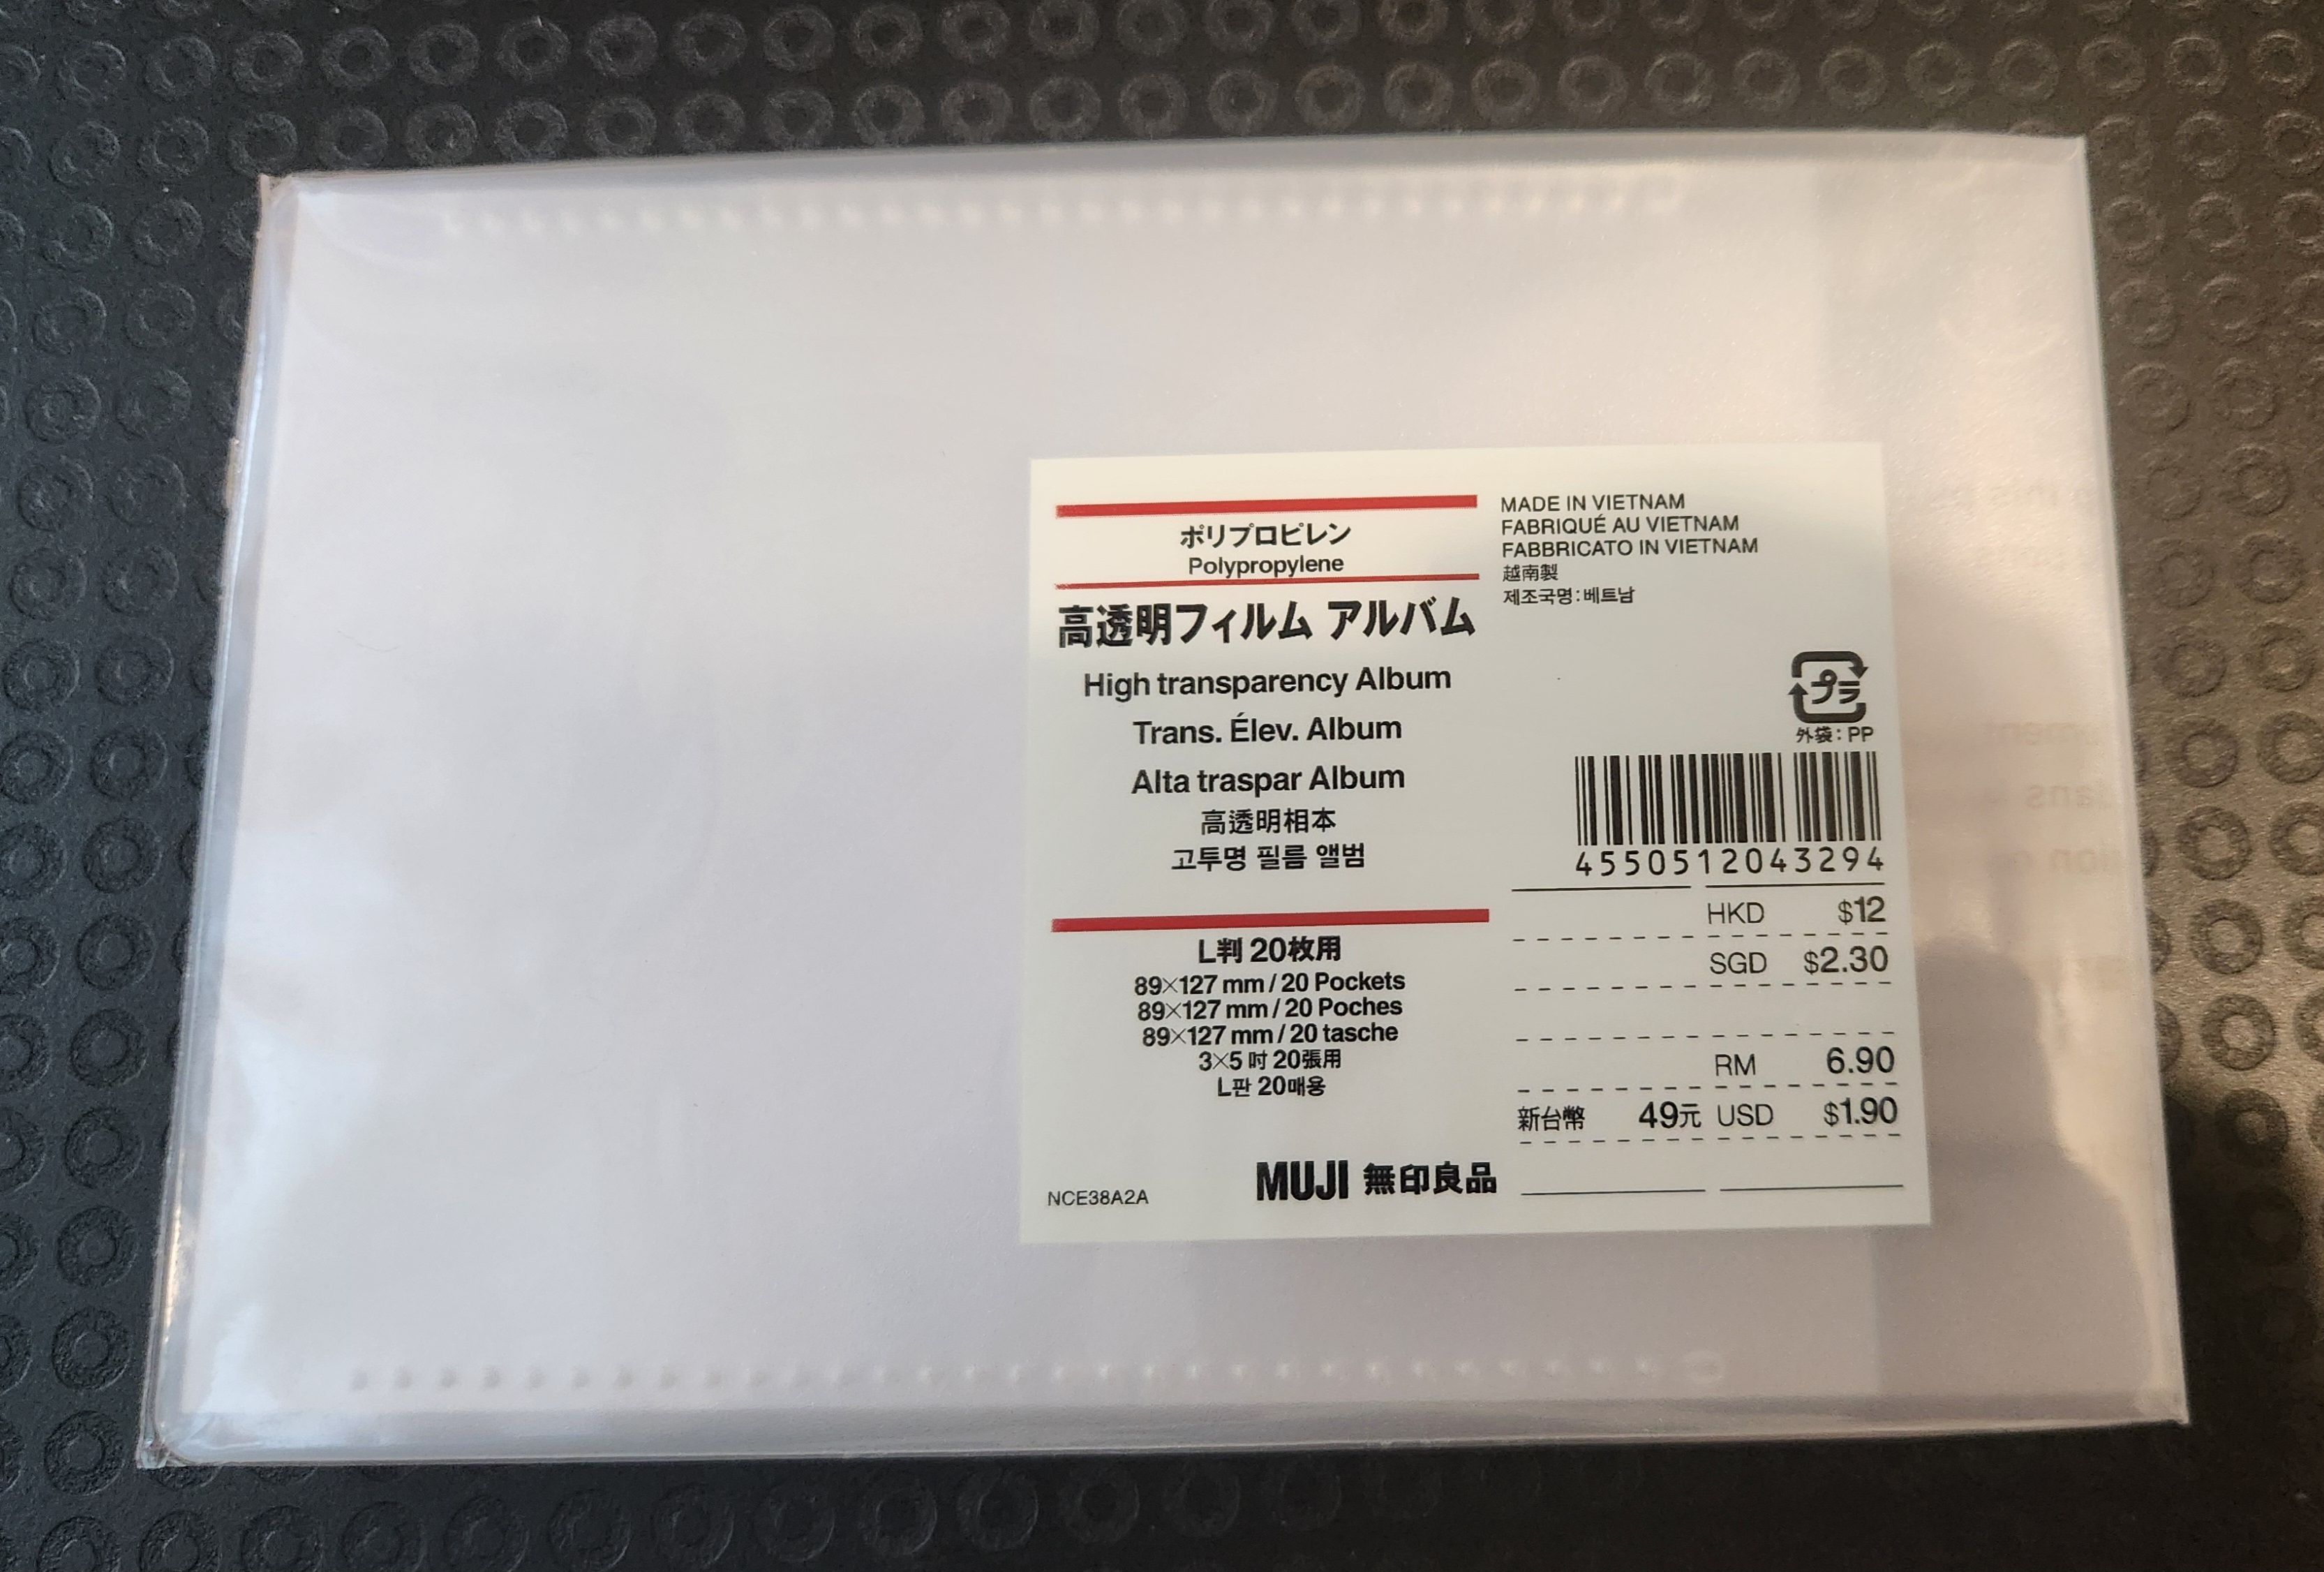 ポリプロピレン
Polypropylene
高透明フィルム アルバム
High transparency Album
Trans. Élev. Album
Alta traspar Album
高透明相本
고투명 필름 앨범
L判 20枚用
89×127 mm / 20 Pockets
89×127 mm / 20 Poches
89×127 mm / 20 tasche
3×5 吋 20張用
L판 20매용
NCE38A2A
MUJI 無印良品
MADE IN VIETNAM
FABRIQUÉ AU VIETNAM
FABBRICATO IN VIETNAM
越南製
제조국명 : 베트남
プラ
外袋 : PP
4550512043294
HKD $12
SGD $2.30
RM 6.90
新台幣 49元 USD $1.90